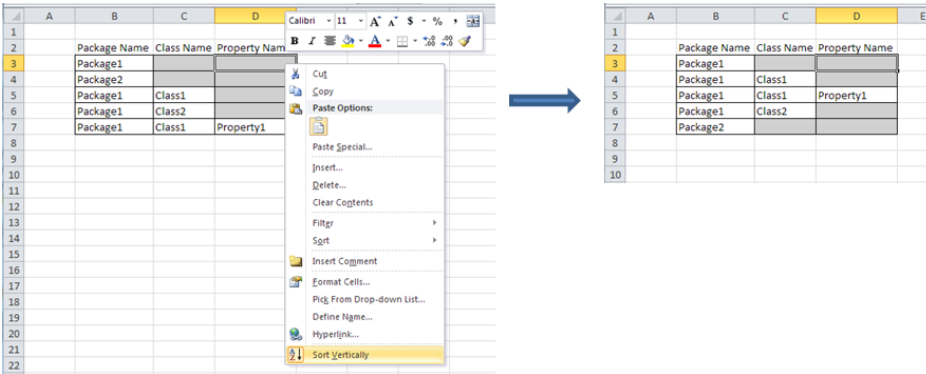 A B C D
Calibri 11 A A $ % ,
B I A
1
2 Package Name Class Name Property Nam
3 Package1
4 Package2
5 Package1 Class1
6 Package1 Class2
7 Package1 Class1 Property1
8
9
10
11
12
13
14
15
16
17
18
19
20
21
22
Cut
Copy
Paste Options:
Paste Special...
Insert...
Delete...
Clear Contents
Filter
Sort
Insert Comment
Format Cells...
Pick From Drop-down List...
Define Name...
Hyperlink...
Sort Vertically
A B C D E
1
2 Package Name Class Name Property Name
3 Package1
4 Package1 Class1
5 Package1 Class1 Property1
6 Package1 Class2
7 Package2
8
9
10